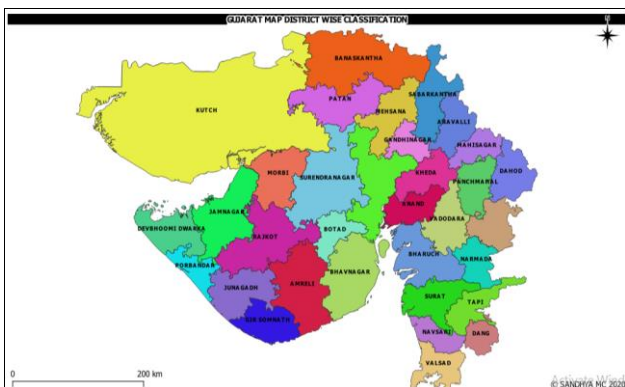 GUJARAT MAP DISTRICT WISE CLASSIFICATION
N
BANASKANTHA
PATAN
SABARKANTHA
MEHSANA
KUTCH
ARAVALLI
GANDHINAGAR
MAHISAGAR
MORBI
SURENDRANAGAR
KHEDA
DAHOD
PANCHMAHAL
JAMNAGAR
ANAND
VADODARA
DEVBHOOMI DWARKA
RAJKOT
BOTAD
BHARUCH
NARMADA
PORBANDAR
BHAVNAGAR
JUNAGADH
AMRELI
SURAT
TAPI
GIR SOMNATH
NAVSARI
DANG
VALSAD
0
200 km
Activate Wind
© SANDHYA MC 2020